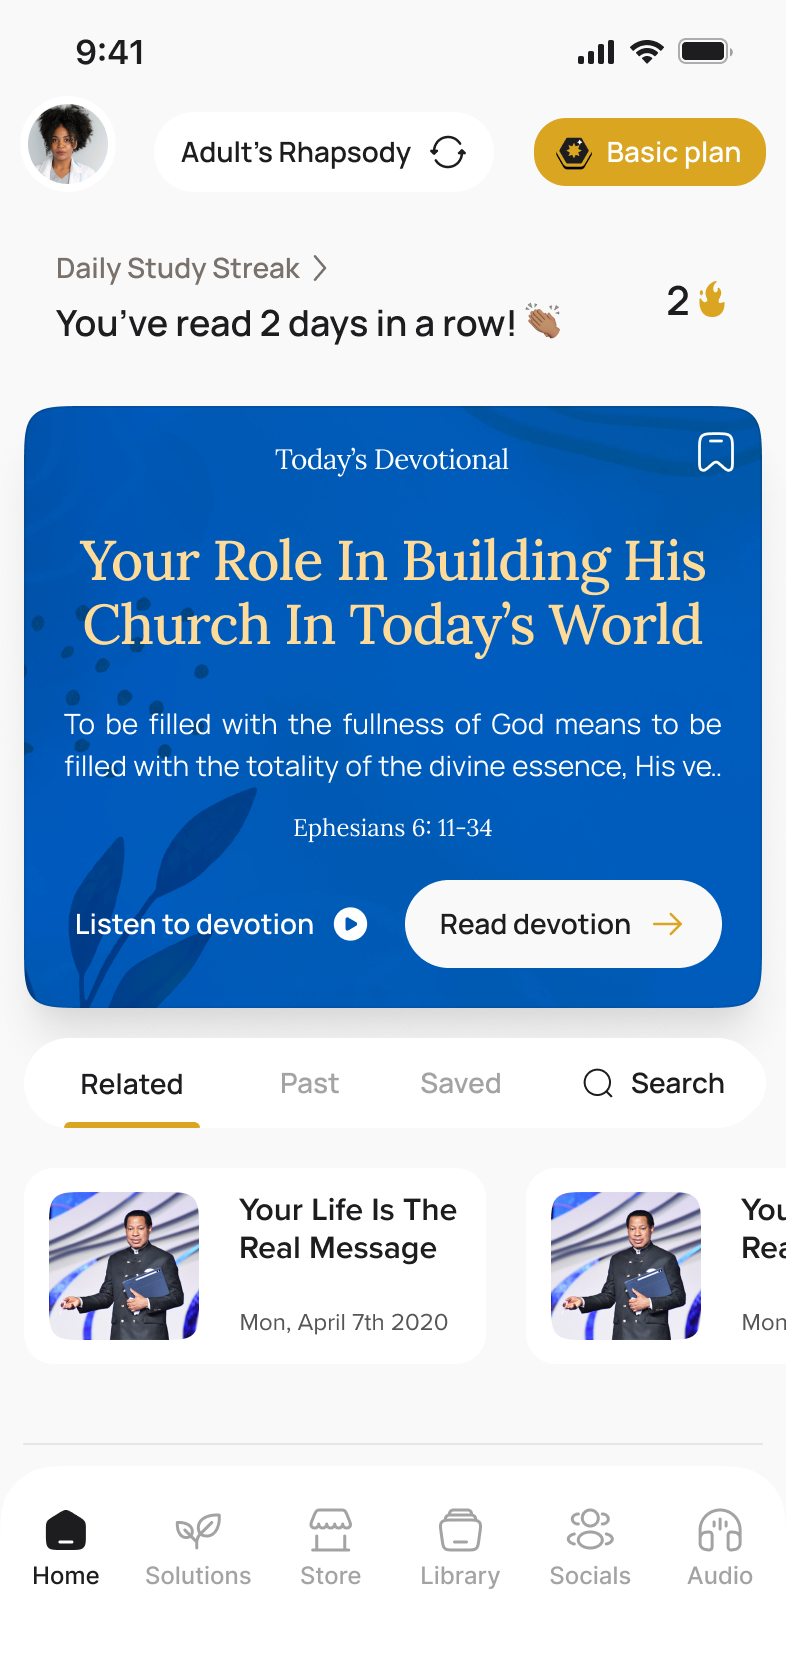 9:41
Adult's Rhapsody
Basic plan
Daily Study Streak
You've read 2 days in a row! 👏🏽
2
Today's Devotional
Your Role In Building His
Church In Today's World
To be filled with the fullness of God means to be
filled with the totality of the divine essence, His ve..
Ephesians 6: 11-34
Listen to devotion
Read devotion
Related
Past
Saved
Search
Your Life Is The
Real Message
Mon, April 7th 2020
You
Rea
Mon
Home
Solutions
Store
Library
Socials
Audio